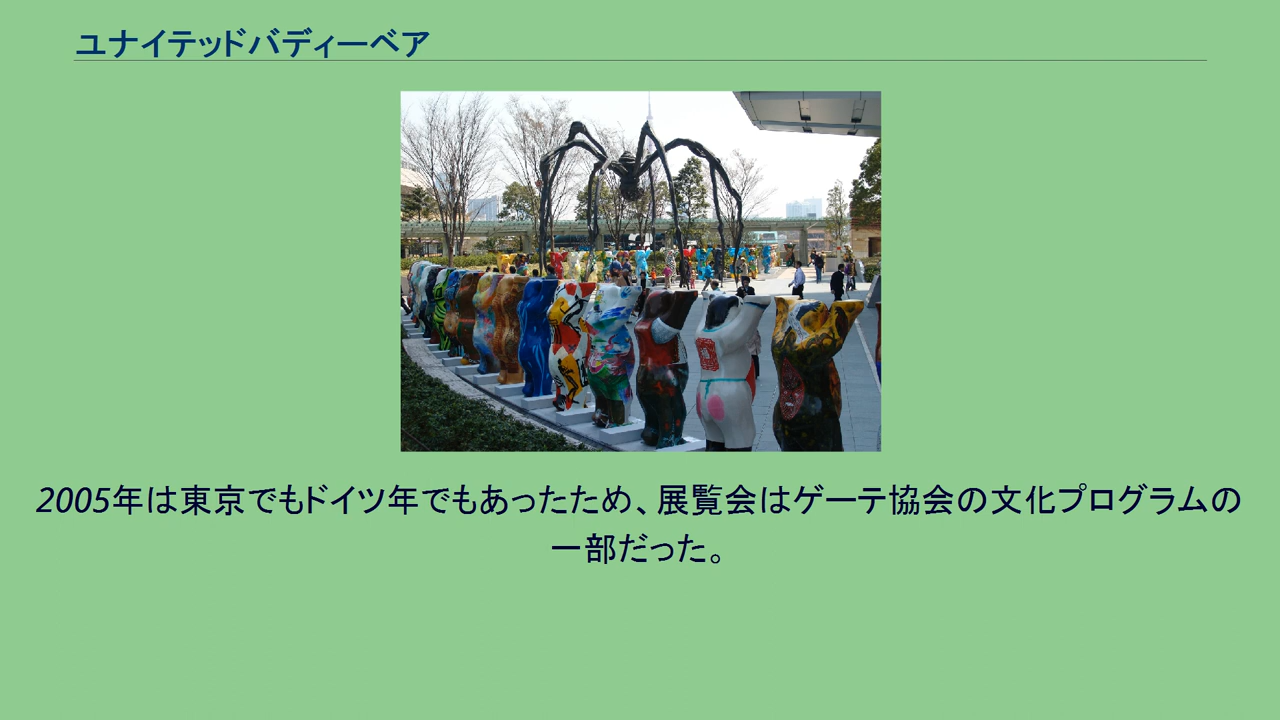 ユナイテッドバディーベア
2005年は東京でもドイツ年でもあったため、展覧会はゲーテ協会の文化プログラムの
一部だった。